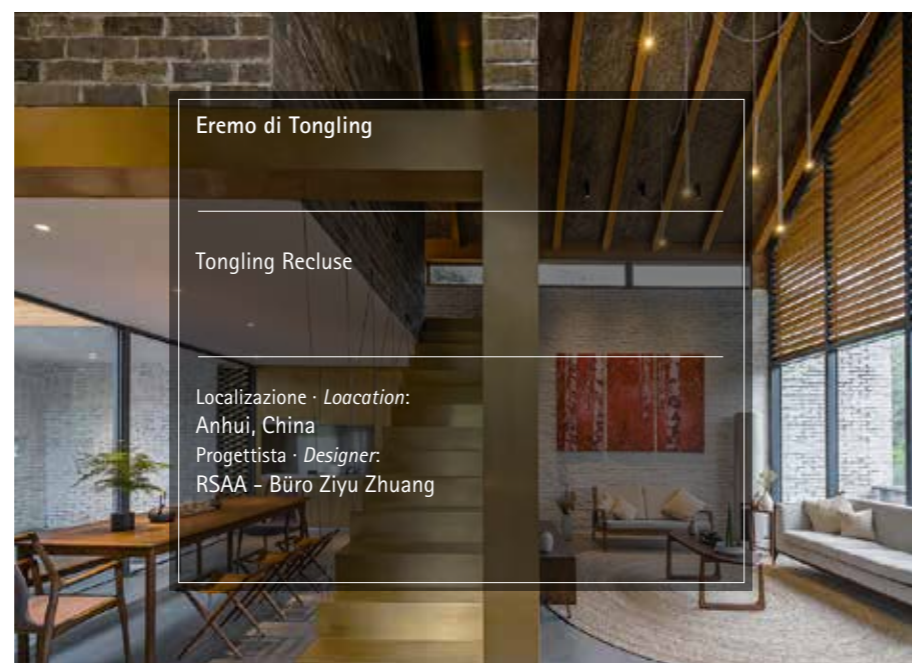 Eremo di Tongling
Tongling Recluse
Localizazione · Loacation:
Anhui, China
Progettista · Designer:
RSAA - Büro Ziyu Zhuang